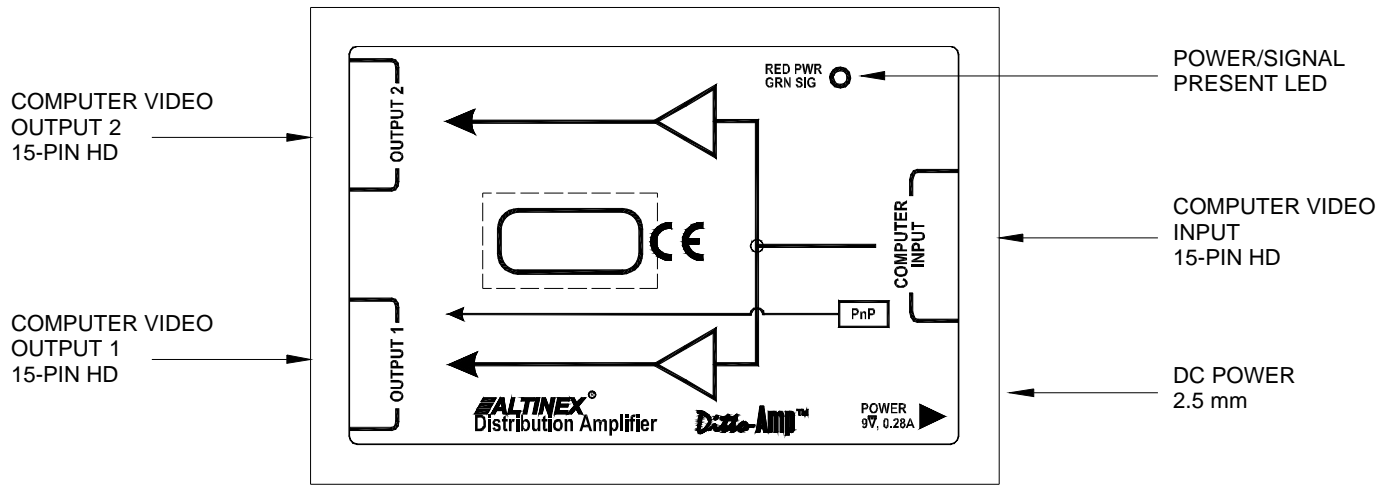 COMPUTER VIDEO
OUTPUT 2
15-PIN HD
COMPUTER VIDEO
OUTPUT 1
15-PIN HD
OUTPUT 2
OUTPUT 1
RED PWR
GRN SIG
CE
COMPUTER
INPUT
PnP
ALTINEX®
Distribution Amplifier
Ditto-Amp™
POWER
9V, 0.28A
POWER/SIGNAL
PRESENT LED
COMPUTER VIDEO
INPUT
15-PIN HD
DC POWER
2.5 mm